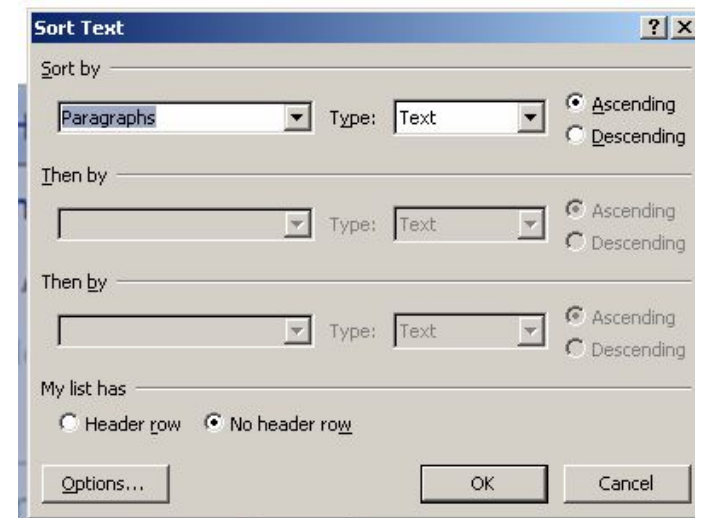 Sort Text
Sort by
Paragraphs Type: Text Ascending
Descending
Then by
Type: Text Ascending
Descending
Then by
Type: Text Ascending
Descending
My list has
Header row No header row
Options... OK Cancel